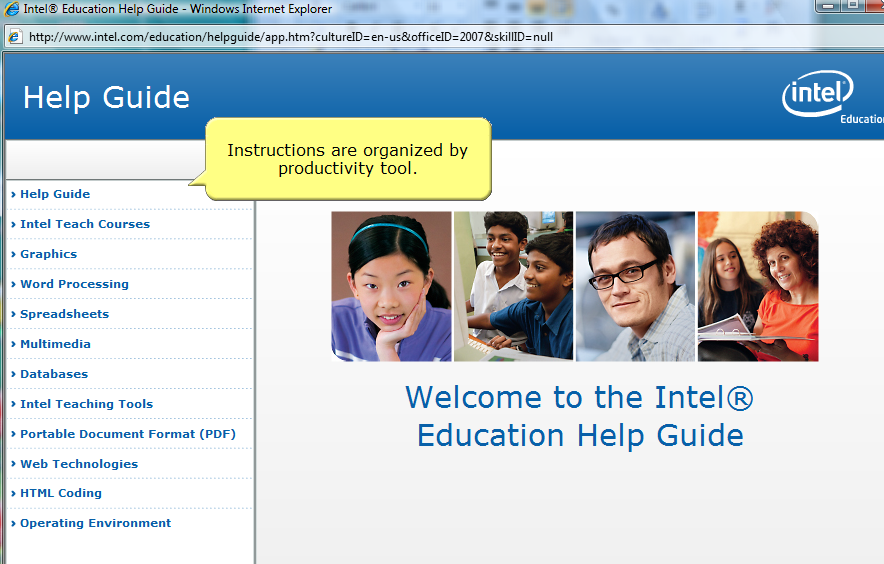 Intel® Education Help Guide - Windows Internet Explorer
http://www.intel.com/education/helpguide/app.htm?cultureID=en-us&officeID=2007&skillID=null
Help Guide
intel
Education
Instructions are organized by
productivity tool.
› Help Guide
› Intel Teach Courses
› Graphics
› Word Processing
› Spreadsheets
› Multimedia
› Databases
› Intel Teaching Tools
› Portable Document Format (PDF)
› Web Technologies
› HTML Coding
› Operating Environment
Welcome to the Intel®
Education Help Guide